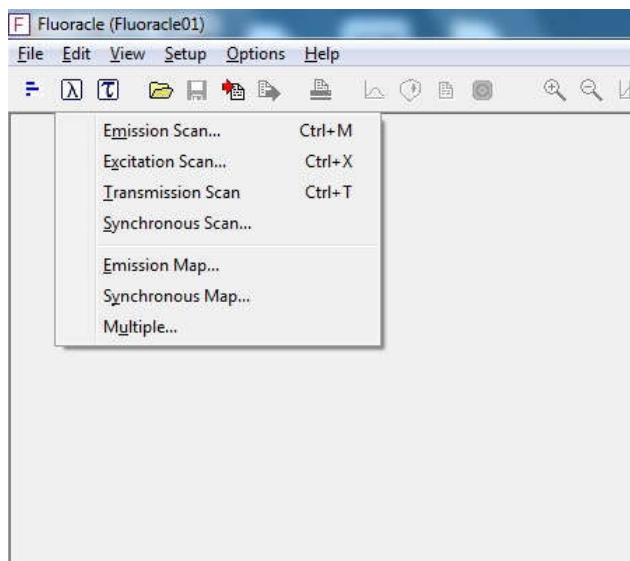 F Fluoracle (Fluoracle01)
File Edit View Setup Options Help
λ τ
Emission Scan... Ctrl+M
Excitation Scan... Ctrl+X
Transmission Scan Ctrl+T
Synchronous Scan...
Emission Map...
Synchronous Map...
Multiple...